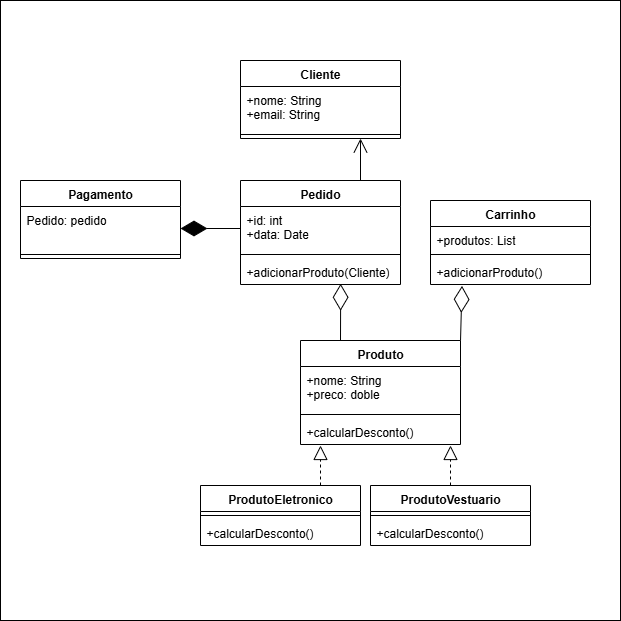 Cliente
+nome: String
+email: String
Pagamento
Pedido: pedido
Pedido
+id: int
+data: Date
+adicionarProduto(Cliente)
Carrinho
+produtos: List
+adicionarProduto()
Produto
+nome: String
+preco: doble
+calcularDesconto()
ProdutoEletronico
+calcularDesconto()
ProdutoVestuario
+calcularDesconto()